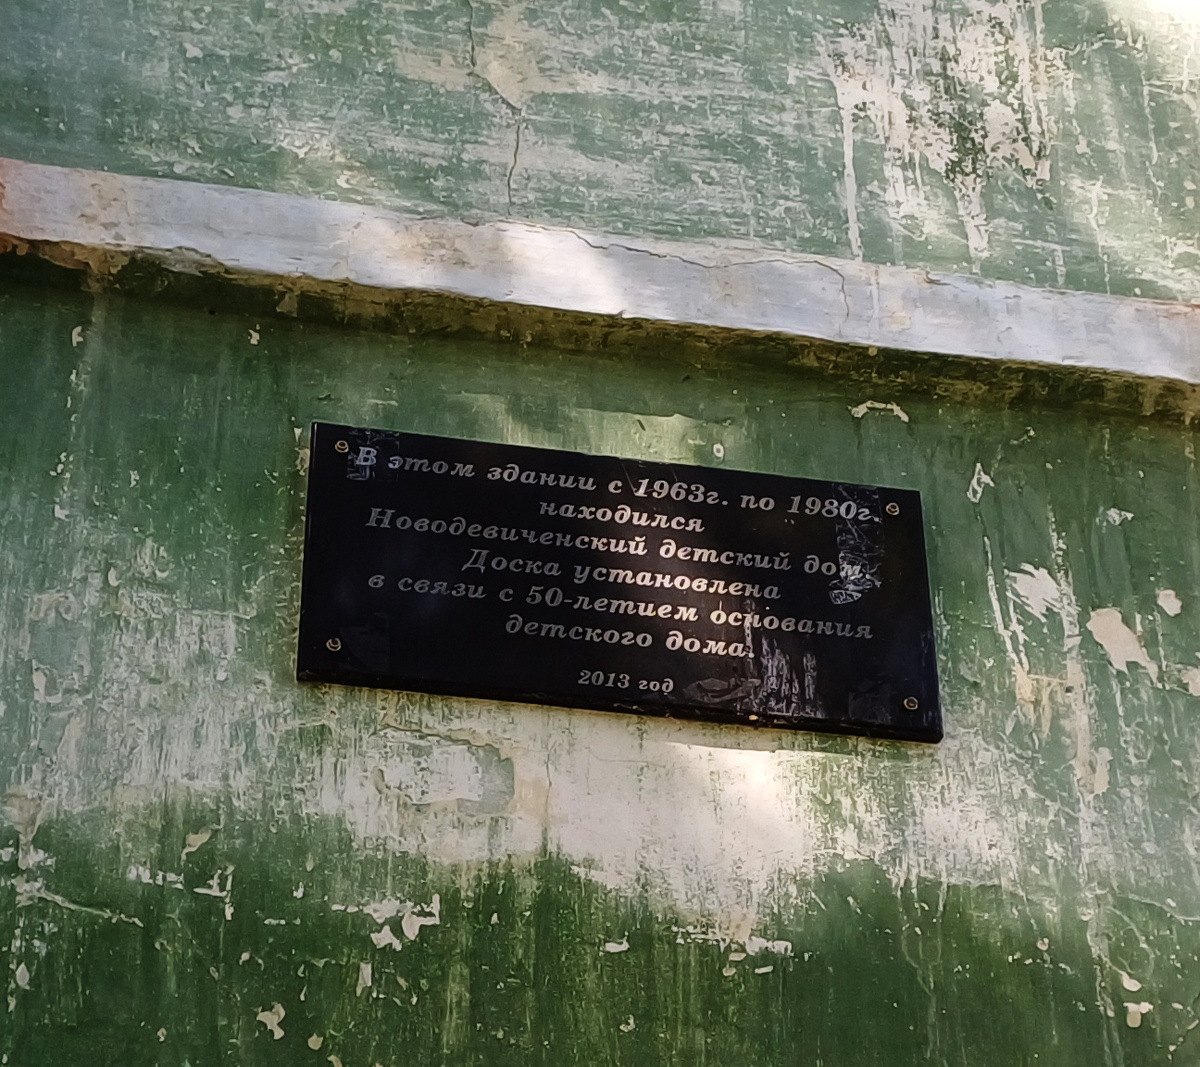 В этом здании с 1963г. по 1980г.
находился
Новодевиченский детский дом.
Доска установлена
в связи с 50-летием основания
детского дома.
2013 год